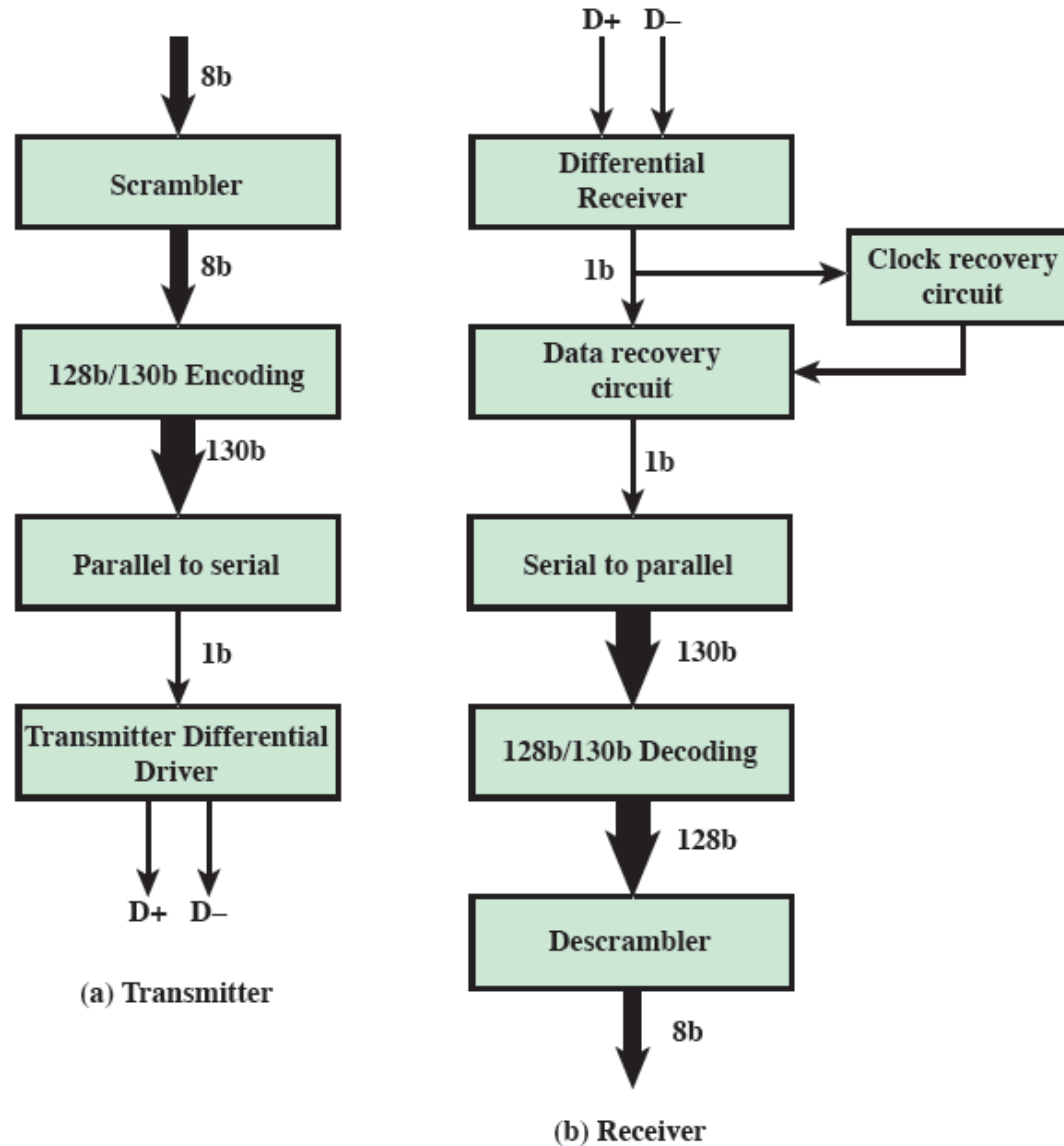 8b
Scrambler
8b
128b/130b Encoding
130b
Parallel to serial
1b
Transmitter Differential
Driver
D+ D–
(a) Transmitter
D+ D–
Differential
Receiver
1b
Clock recovery
circuit
Data recovery
circuit
1b
Serial to parallel
130b
128b/130b Decoding
128b
Descrambler
8b
(b) Receiver